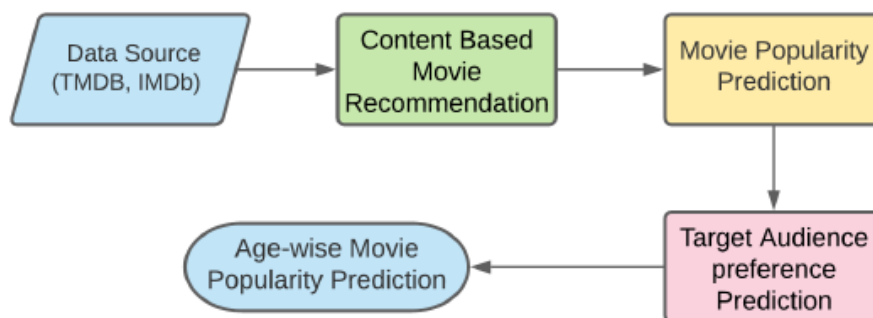 Data Source
(TMDB, IMDb)
Content Based
Movie
Recommendation
Movie Popularity
Prediction
Target Audience
preference
Prediction
Age-wise Movie
Popularity Prediction